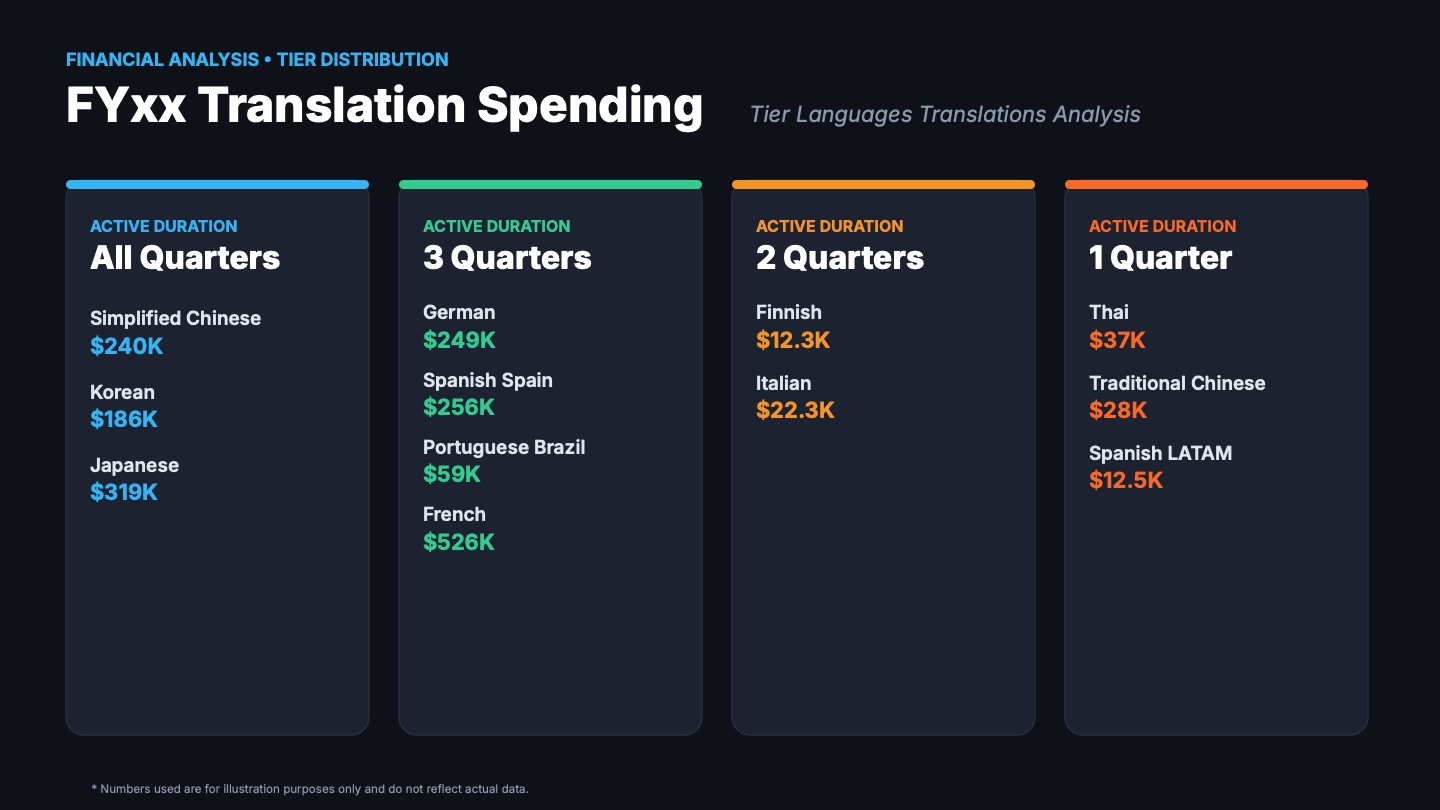 FINANCIAL ANALYSIS • TIER DISTRIBUTION
FYxx Translation Spending
Tier Languages Translations Analysis
ACTIVE DURATION
All Quarters
Simplified Chinese
$240K
Korean
$186K
Japanese
$319K
ACTIVE DURATION
3 Quarters
German
$249K
Spanish Spain
$256K
Portuguese Brazil
$59K
French
$526K
ACTIVE DURATION
2 Quarters
Finnish
$12.3K
Italian
$22.3K
ACTIVE DURATION
1 Quarter
Thai
$37K
Traditional Chinese
$28K
Spanish LATAM
$12.5K
* Numbers used are for illustration purposes only and do not reflect actual data.